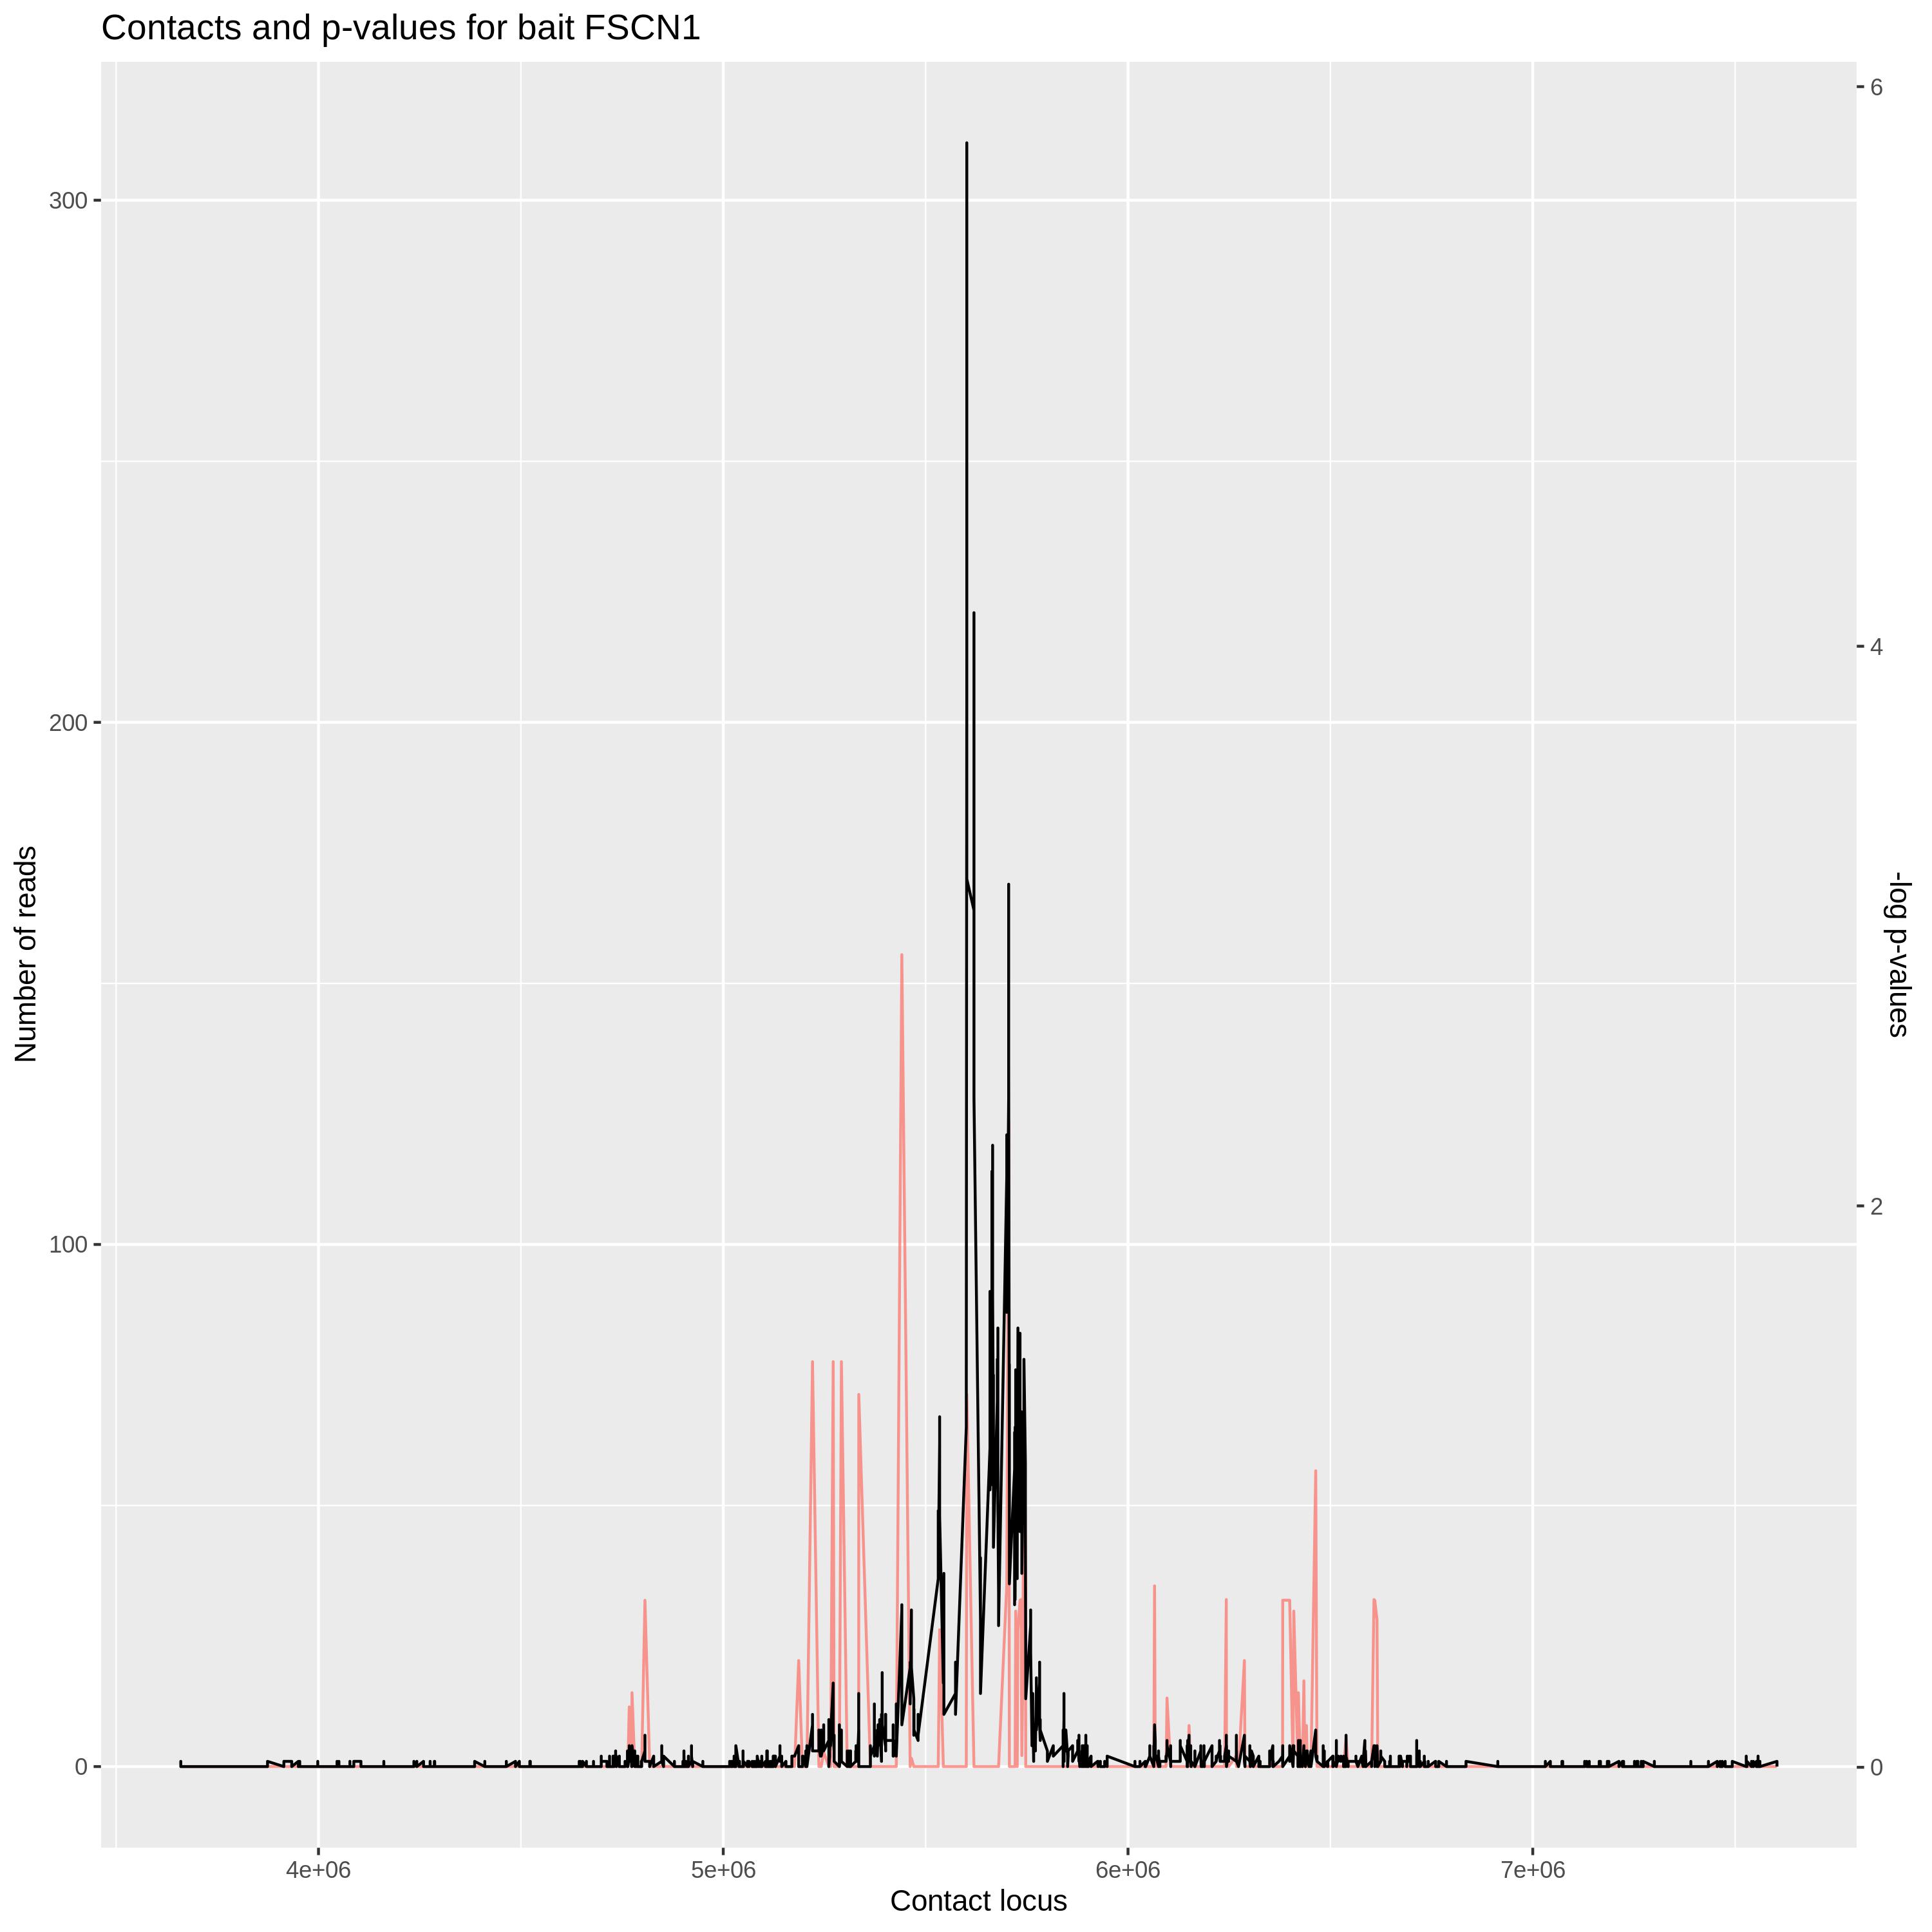 Contacts and p-values for bait FSCN1
6
300
4
200
Number of reads
-log p-values
2
100
0
0
4e+06
5e+06
6e+06
7e+06
Contact locus